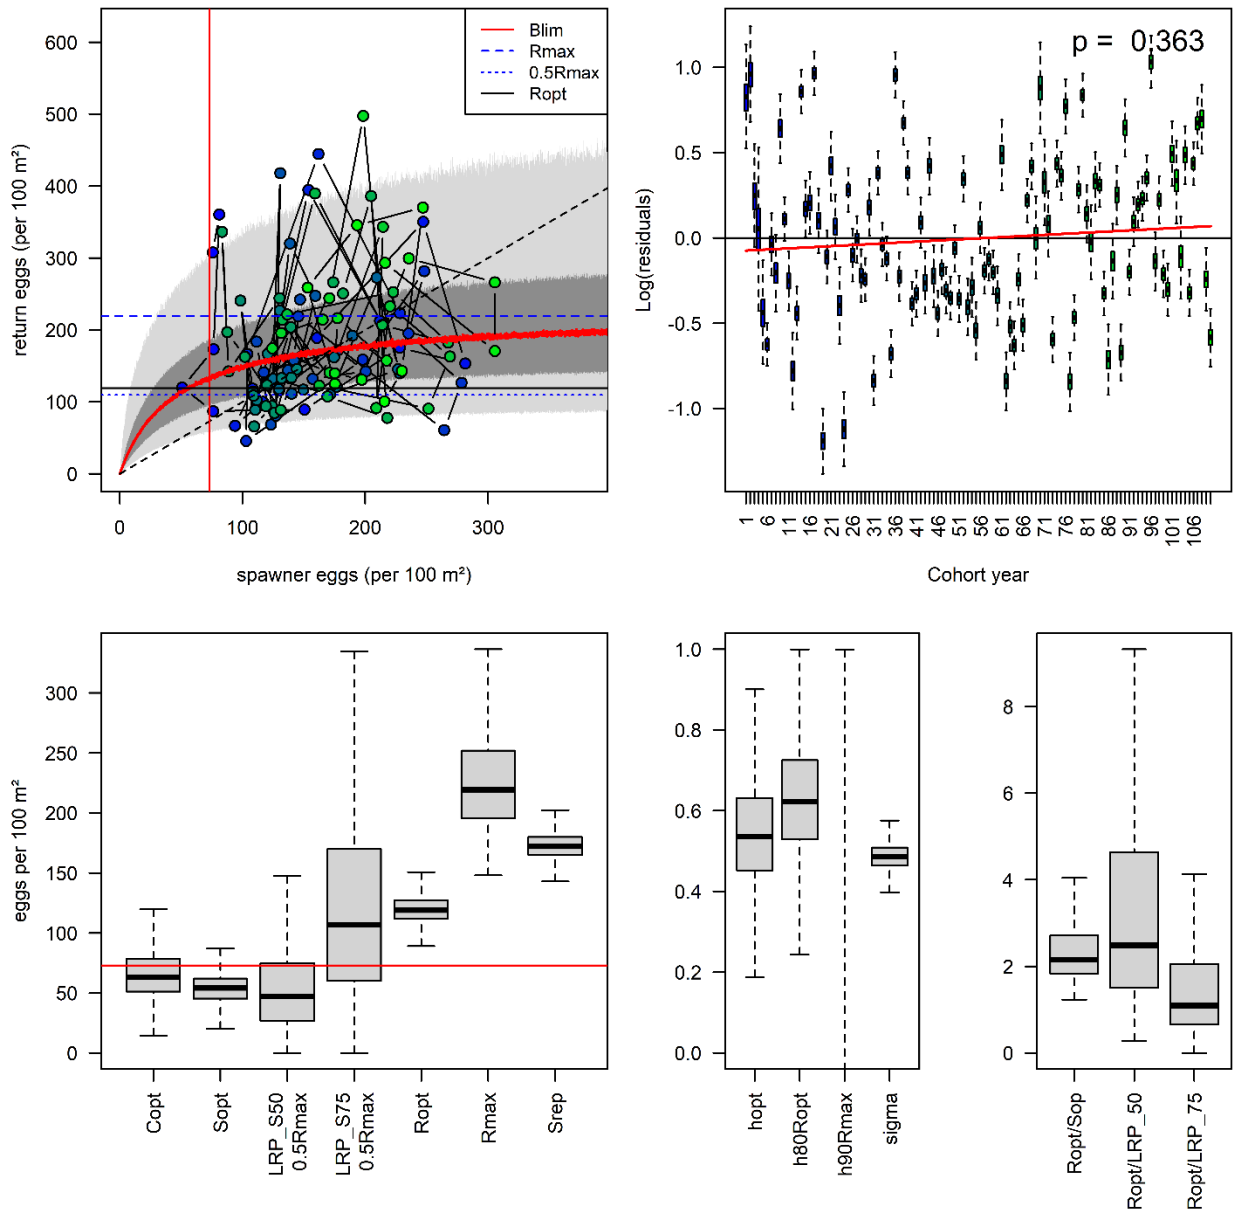 600
500
400
300
200
100
0
return eggs (per 100 m²)
0
100
200
300
spawner eggs (per 100 m²)
Blim
Rmax
0.5Rmax
Ropt
p = 0.363
1.0
0.5
0.0
-0.5
-1.0
Log(residuals)
1
6
11
16
21
26
31
36
41
46
51
56
61
66
71
76
81
86
91
96
101
106
Cohort year
300
250
200
150
100
50
0
eggs per 100 m²
Copt
Sopt
LRP_S50
0.5Rmax
LRP_S75
0.5Rmax
Ropt
Rmax
Srep
1.0
0.8
0.6
0.4
0.2
0.0
hopt
h80Ropt
h90Rmax
sigma
8
6
4
2
0
Ropt/Sop
Ropt/LRP_50
Ropt/LRP_75